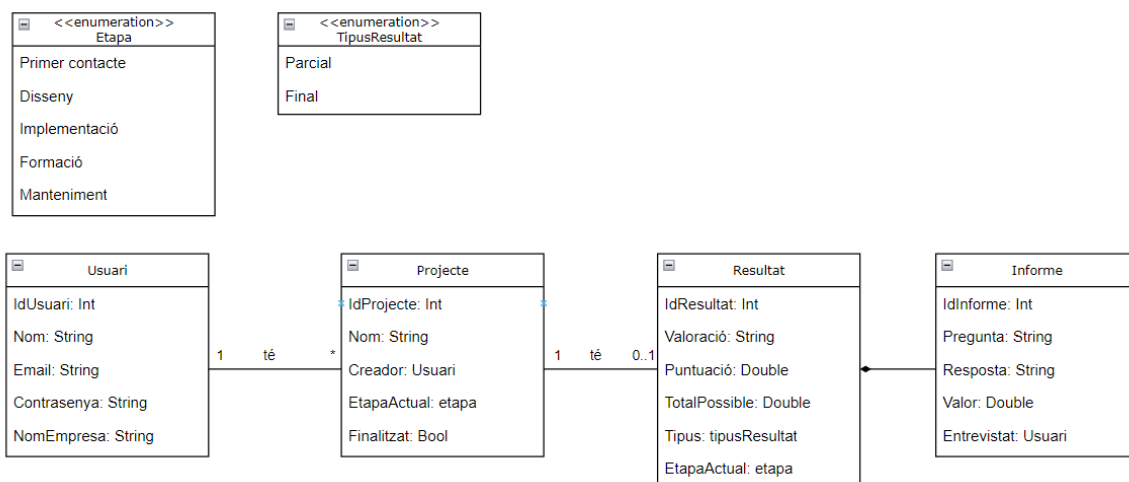 <<enumeration>>
Etapa
Primer contacte
Disseny
Implementació
Formació
Manteniment
<<enumeration>>
TipusResultat
Parcial
Final
Usuari
IdUsuari: Int
Nom: String
Email: String
Contrasenya: String
NomEmpresa: String
1 té *
Projecte
IdProjecte: Int
Nom: String
Creador: Usuari
EtapaActual: etapa
Finalitzat: Bool
1 té 0..1
Resultat
IdResultat: Int
Valoració: String
Puntuació: Double
TotalPossible: Double
Tipus: tipusResultat
EtapaActual: etapa
Informe
IdInforme: Int
Pregunta: String
Resposta: String
Valor: Double
Entrevistat: Usuari